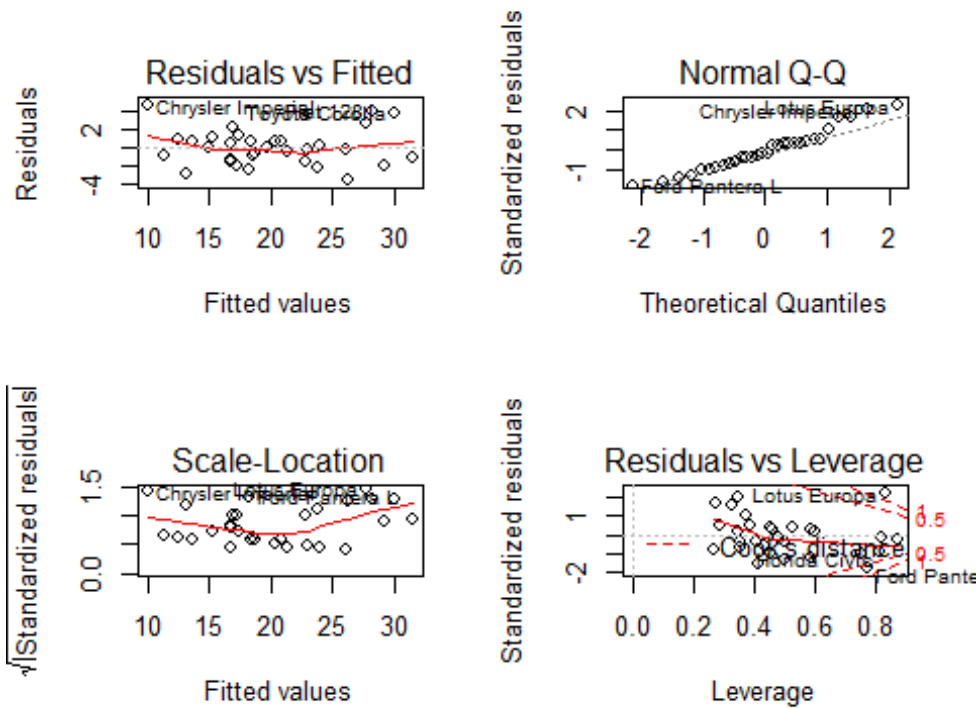 Residuals vs Fitted
Residuals
Chrysler Imperial
Toyota Corolla
2
-4
10 15 20 25 30
Fitted values
Normal Q-Q
Standardized residuals
Lotus Europa
Chrysler Imperial
Ford Pantera L
2
-1
-2 -1 0 1 2
Theoretical Quantiles
Scale-Location
√|Standardized residuals|
Chrysler Imperial
Lotus Europa
Ford Pantera L
1.5
0.0
10 15 20 25 30
Fitted values
Residuals vs Leverage
Standardized residuals
Lotus Europa
Cook's distance
Honda Civic
Ford Pante
1
0.5
0.5
1
1
-2
0.0 0.2 0.4 0.6 0.8
Leverage